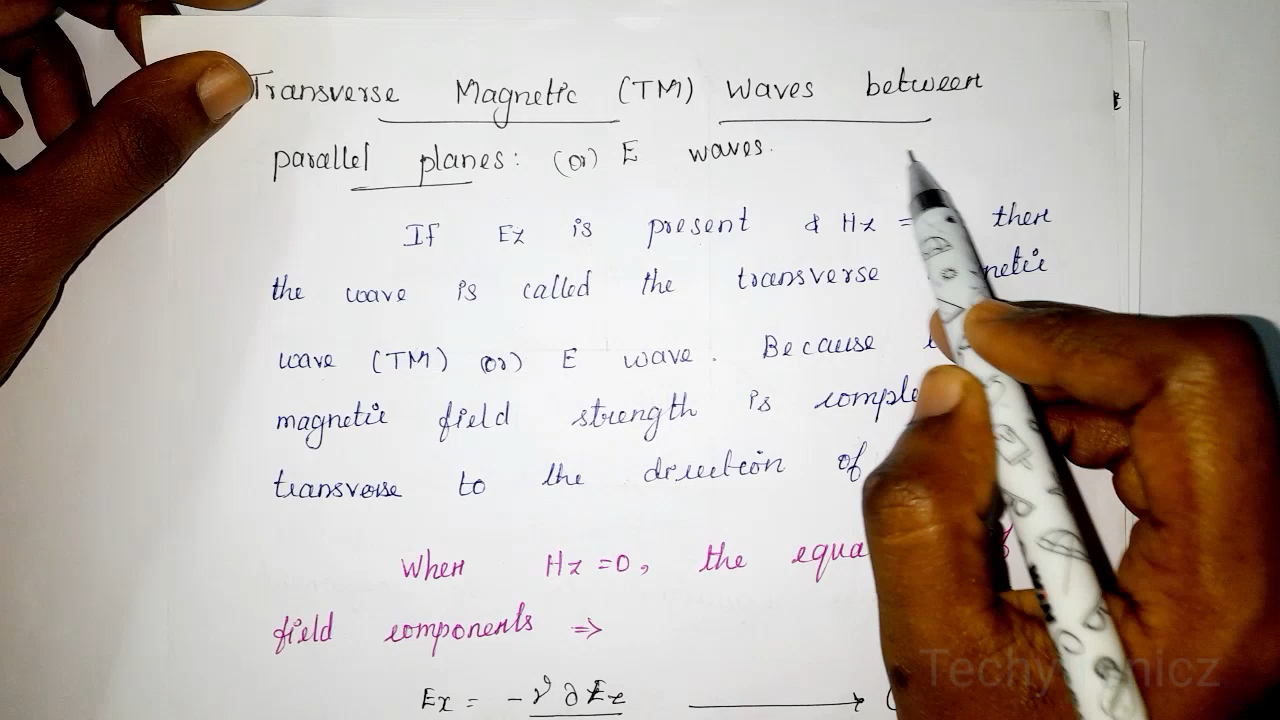 Transverse Magnetic (TM) Waves between
parallel planes: (or) E waves.
If Ez is present & Hz = then
the wave is called the transverse
wave (TM) (or) E wave. Because
magnetic field strength is
transverse to the direction of
When Hz=0, the
field components ⇒
Ex = -γ ∂Ez
Techy